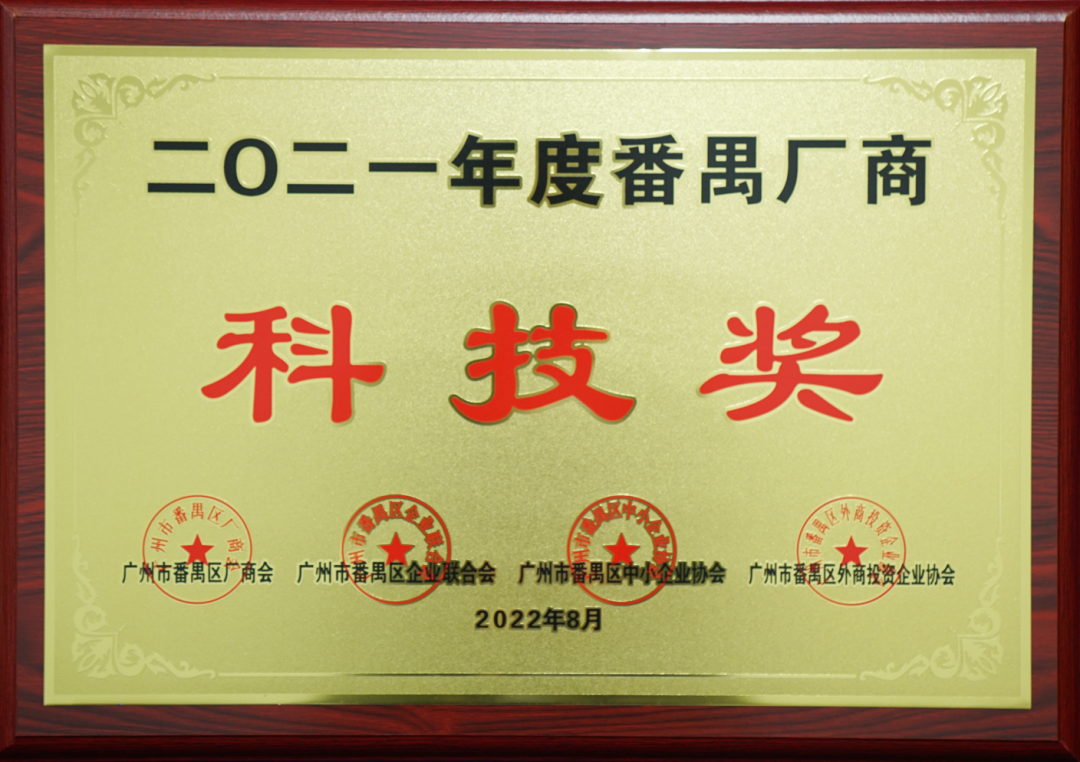 二O二一年度番禺厂商
科技奖
广州市番禺区厂商会 广州市番禺区企业联合会 广州市番禺区中小企业协会 广州市番禺区外商投资企业协会
2022年8月